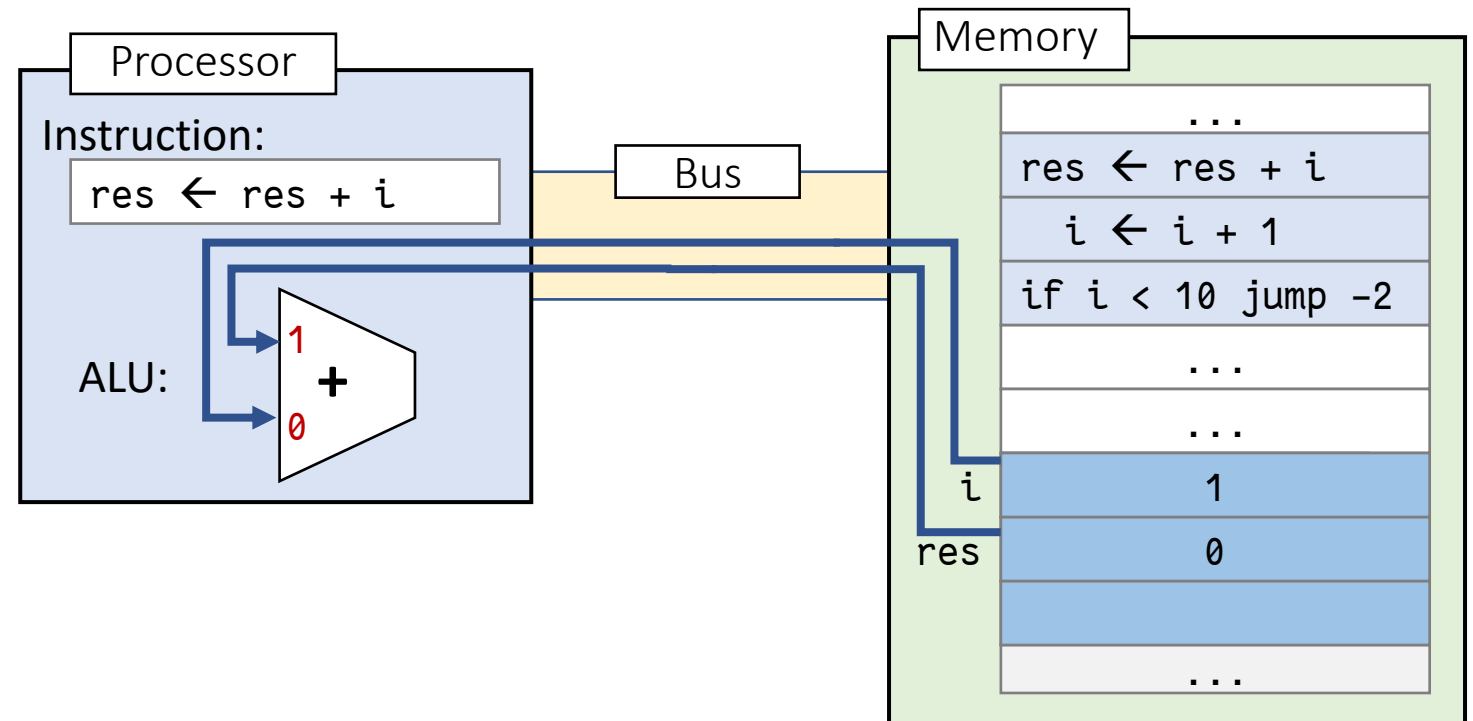 Processor
Instruction:
res ← res + i
ALU:
1
+
0
Bus
Memory
...
res ← res + i
i ← i + 1
if i < 10 jump –2
...
...
i 1
res 0
...